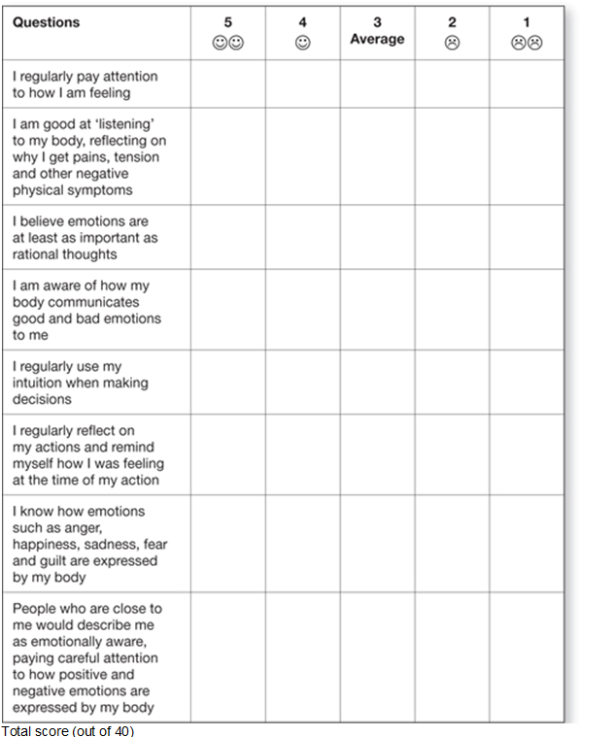 Questions 5 4 3 2 1
Average
I regularly pay attention
to how I am feeling
I am good at ‘listening’
to my body, reflecting on
why I get pains, tension
and other negative
physical symptoms
I believe emotions are
at least as important as
rational thoughts
I am aware of how my
body communicates
good and bad emotions
to me
I regularly use my
intuition when making
decisions
I regularly reflect on
my actions and remind
myself how I was feeling
at the time of my action
I know how emotions
such as anger,
happiness, sadness, fear
and guilt are expressed
by my body
People who are close to
me would describe me
as emotionally aware,
paying careful attention
to how positive and
negative emotions are
expressed by my body
Total score (out of 40)